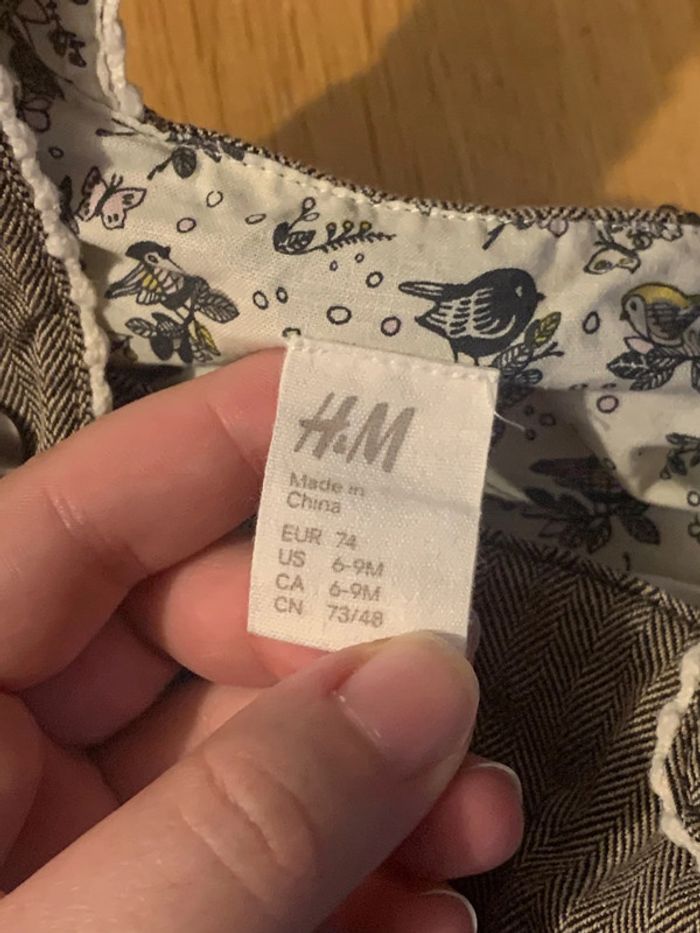 H&M
Made in
China
EUR 74
US 6-9M
CA 6-9M
CN 73/48